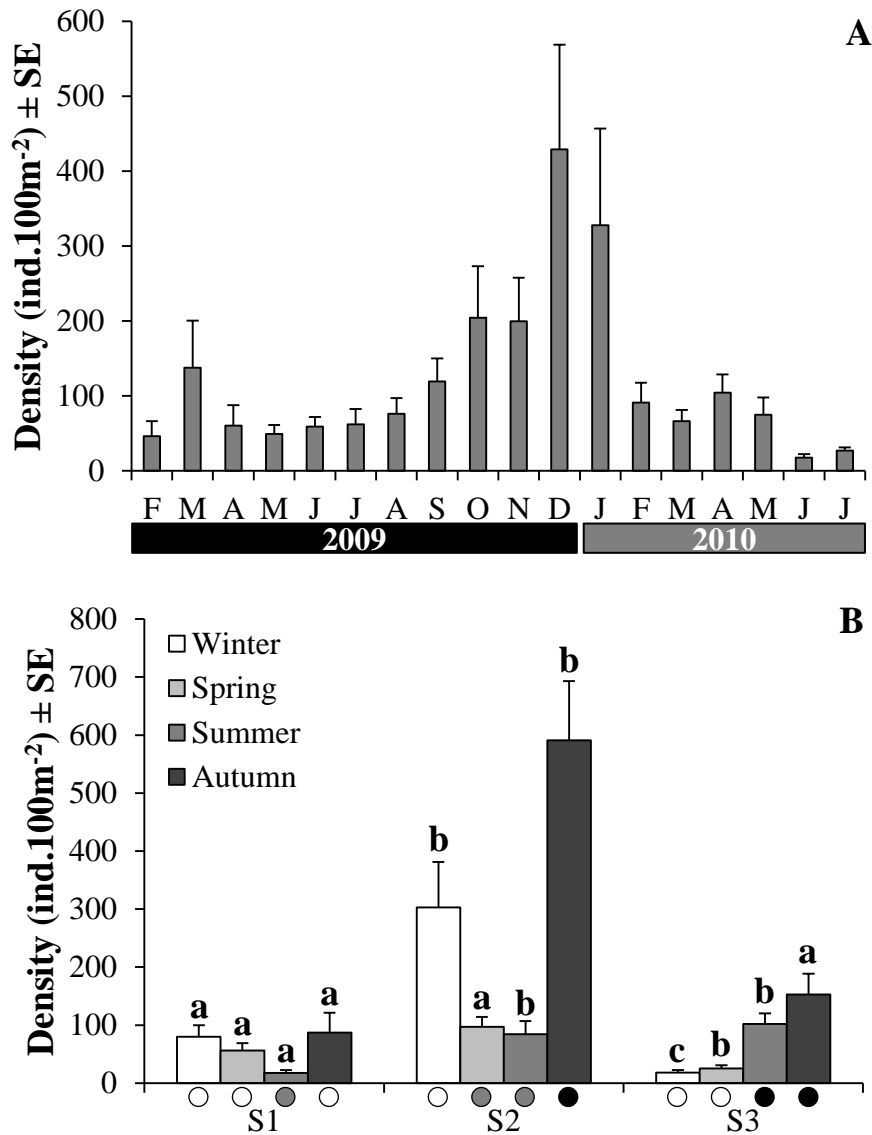 A
Density (ind.100m-2) ± SE
600
500
400
300
200
100
0
F M A M J J A S O N D J F M A M J J
2009 2010
B
Density (ind.100m-2) ± SE
800
700
600
500
400
300
200
100
0
Winter
Spring
Summer
Autumn
a a a a b a b b c b b a
S1 S2 S3